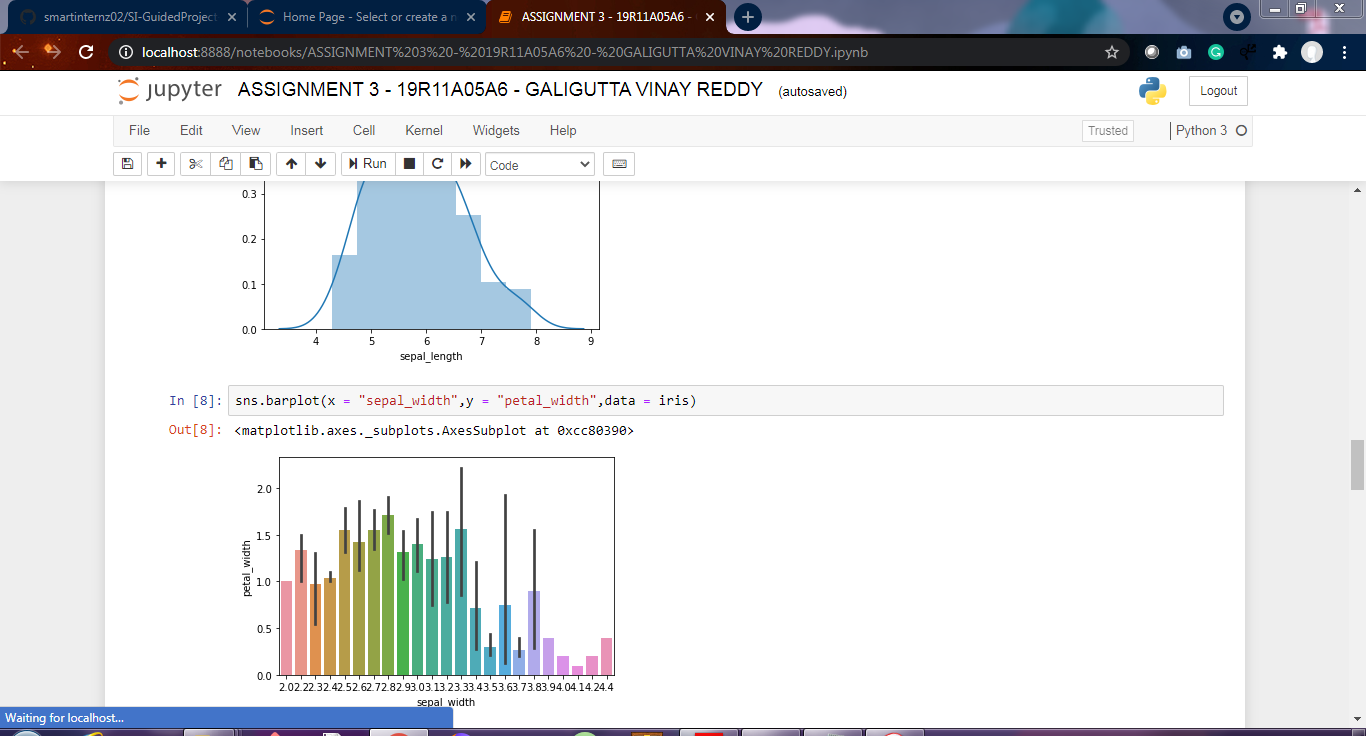 smartinternz02/SI-GuidedProject
Home Page - Select or create a n
ASSIGNMENT 3 - 19R11A05A6 -
localhost:8888/notebooks/ASSIGNMENT%203%20-%2019R11A05A6%20-%20GALIGUTTA%20VINAY%20REDDY.ipynb
jupyter ASSIGNMENT 3 - 19R11A05A6 - GALIGUTTA VINAY REDDY (autosaved)
Logout
File Edit View Insert Cell Kernel Widgets Help
Trusted
Python 3
Run
Code
0.3
0.2
0.1
0.0
4 5 6 7 8 9
sepal_length
In [8]: sns.barplot(x = "sepal_width",y = "petal_width",data = iris)
Out[8]: <matplotlib.axes._subplots.AxesSubplot at 0xcc80390>
2.0
1.5
1.0
0.5
0.0
petal_width
2.02.22.32.42.52.62.72.82.93.03.13.23.33.43.53.63.73.83.94.04.14.24.4
sepal_width
Waiting for localhost...